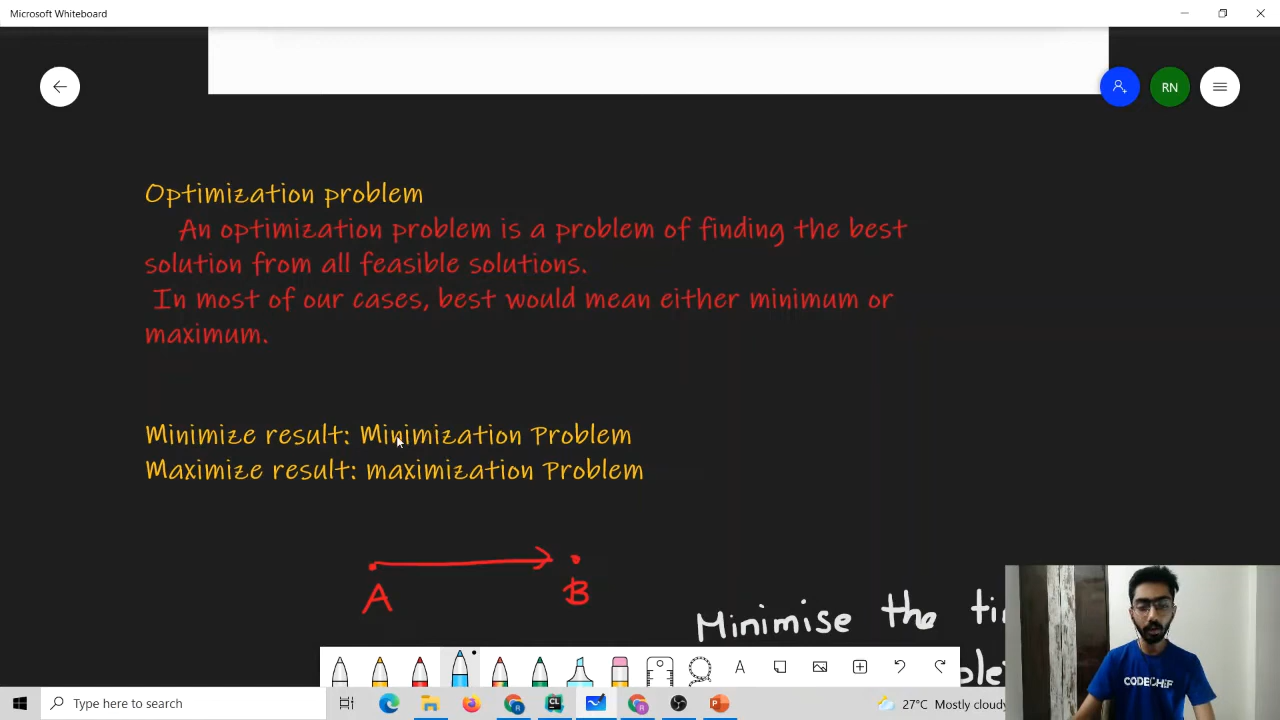 Microsoft Whiteboard
RN
Optimization problem
An optimization problem is a problem of finding the best
solution from all feasible solutions.
In most of our cases, best would mean either minimum or
maximum.
Minimize result: Minimization Problem
Maximize result: maximization Problem
A B
Minimise the
A
Type here to search
27°C Mostly cloudy
CODECHEF